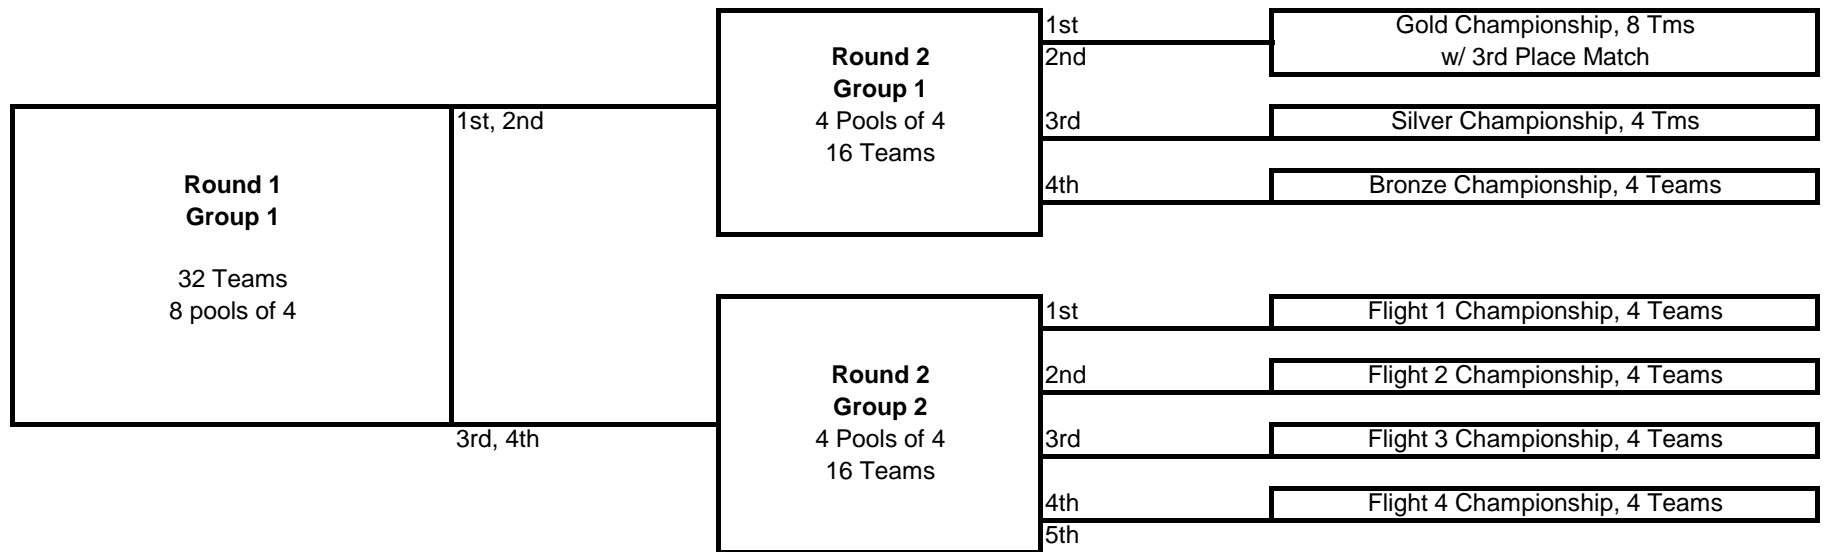 Round 1
Group 1
32 Teams
8 pools of 4
1st, 2nd
3rd, 4th
Round 2
Group 1
4 Pools of 4
16 Teams
1st
2nd
3rd
4th
Gold Championship, 8 Tms
w/ 3rd Place Match
Silver Championship, 4 Tms
Bronze Championship, 4 Teams
Round 2
Group 2
4 Pools of 4
16 Teams
1st
2nd
3rd
4th
5th
Flight 1 Championship, 4 Teams
Flight 2 Championship, 4 Teams
Flight 3 Championship, 4 Teams
Flight 4 Championship, 4 Teams